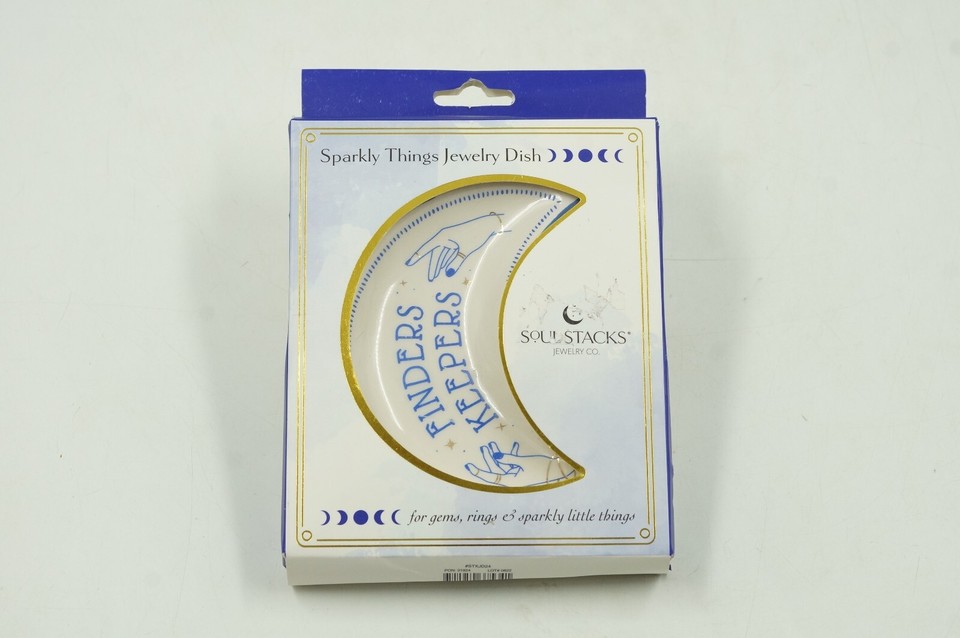 Sparkly Things Jewelry Dish
FINDERS
KEEPERS
SOUL STACKS®
JEWELRY CO.
for gems, rings & sparkly little things